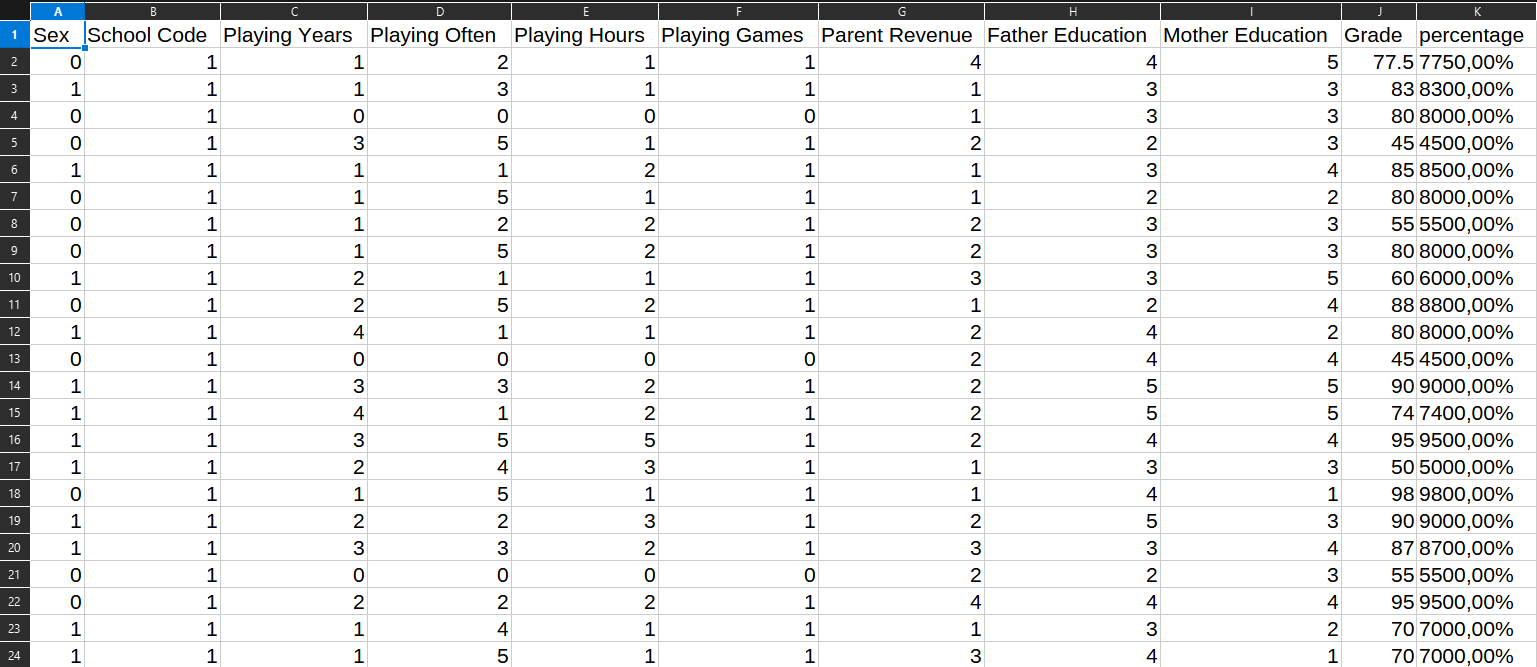 A B C D E F G H I J K
1 Sex School Code Playing Years Playing Often Playing Hours Playing Games Parent Revenue Father Education Mother Education Grade percentage
2 0 1 1 2 1 1 4 4 5 77.5 7750,00%
3 1 1 1 3 1 1 1 3 3 83 8300,00%
4 0 1 0 0 0 0 1 3 3 80 8000,00%
5 0 1 3 5 1 1 2 2 3 45 4500,00%
6 1 1 1 1 2 1 1 3 4 85 8500,00%
7 0 1 1 5 1 1 1 2 2 80 8000,00%
8 0 1 1 2 2 1 2 3 3 55 5500,00%
9 0 1 1 5 2 1 2 3 3 80 8000,00%
10 1 1 2 1 1 1 3 3 5 60 6000,00%
11 0 1 2 5 2 1 1 2 4 88 8800,00%
12 1 1 4 1 1 1 2 4 2 80 8000,00%
13 0 1 0 0 0 0 2 4 4 45 4500,00%
14 1 1 3 3 2 1 2 5 5 90 9000,00%
15 1 1 4 1 2 1 2 5 5 74 7400,00%
16 1 1 3 5 5 1 2 4 4 95 9500,00%
17 1 1 2 4 3 1 1 3 3 50 5000,00%
18 0 1 1 5 1 1 1 4 1 98 9800,00%
19 1 1 2 2 3 1 2 5 3 90 9000,00%
20 1 1 3 3 2 1 3 3 4 87 8700,00%
21 0 1 0 0 0 0 2 2 3 55 5500,00%
22 0 1 2 2 2 1 4 4 4 95 9500,00%
23 1 1 1 4 1 1 1 3 2 70 7000,00%
24 1 1 1 5 1 1 3 4 1 70 7000,00%